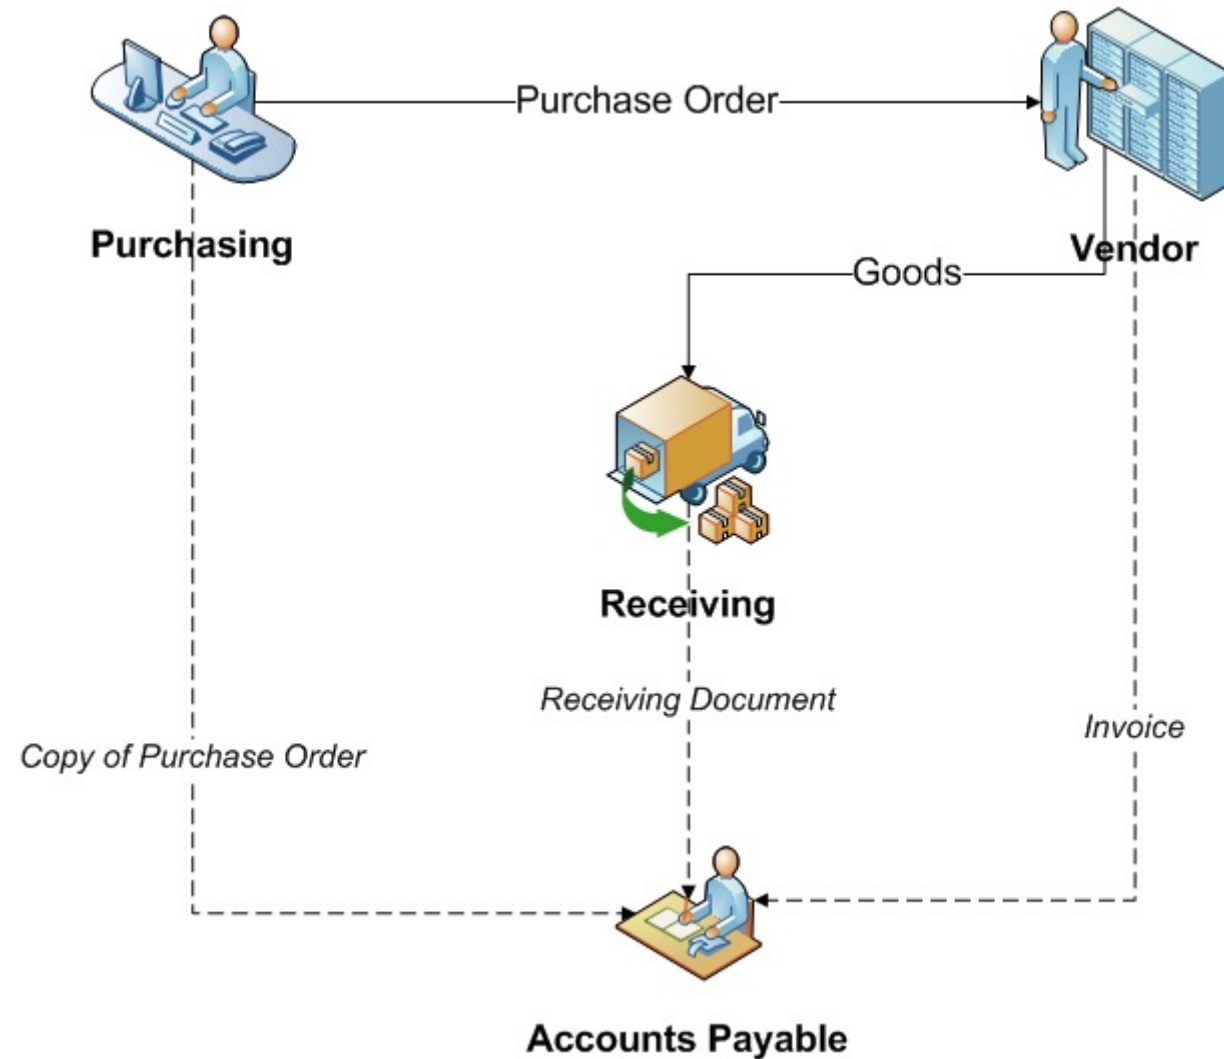 Purchase Order
Purchasing
Vendor
Goods
Receiving
Receiving Document
Invoice
Copy of Purchase Order
Accounts Payable